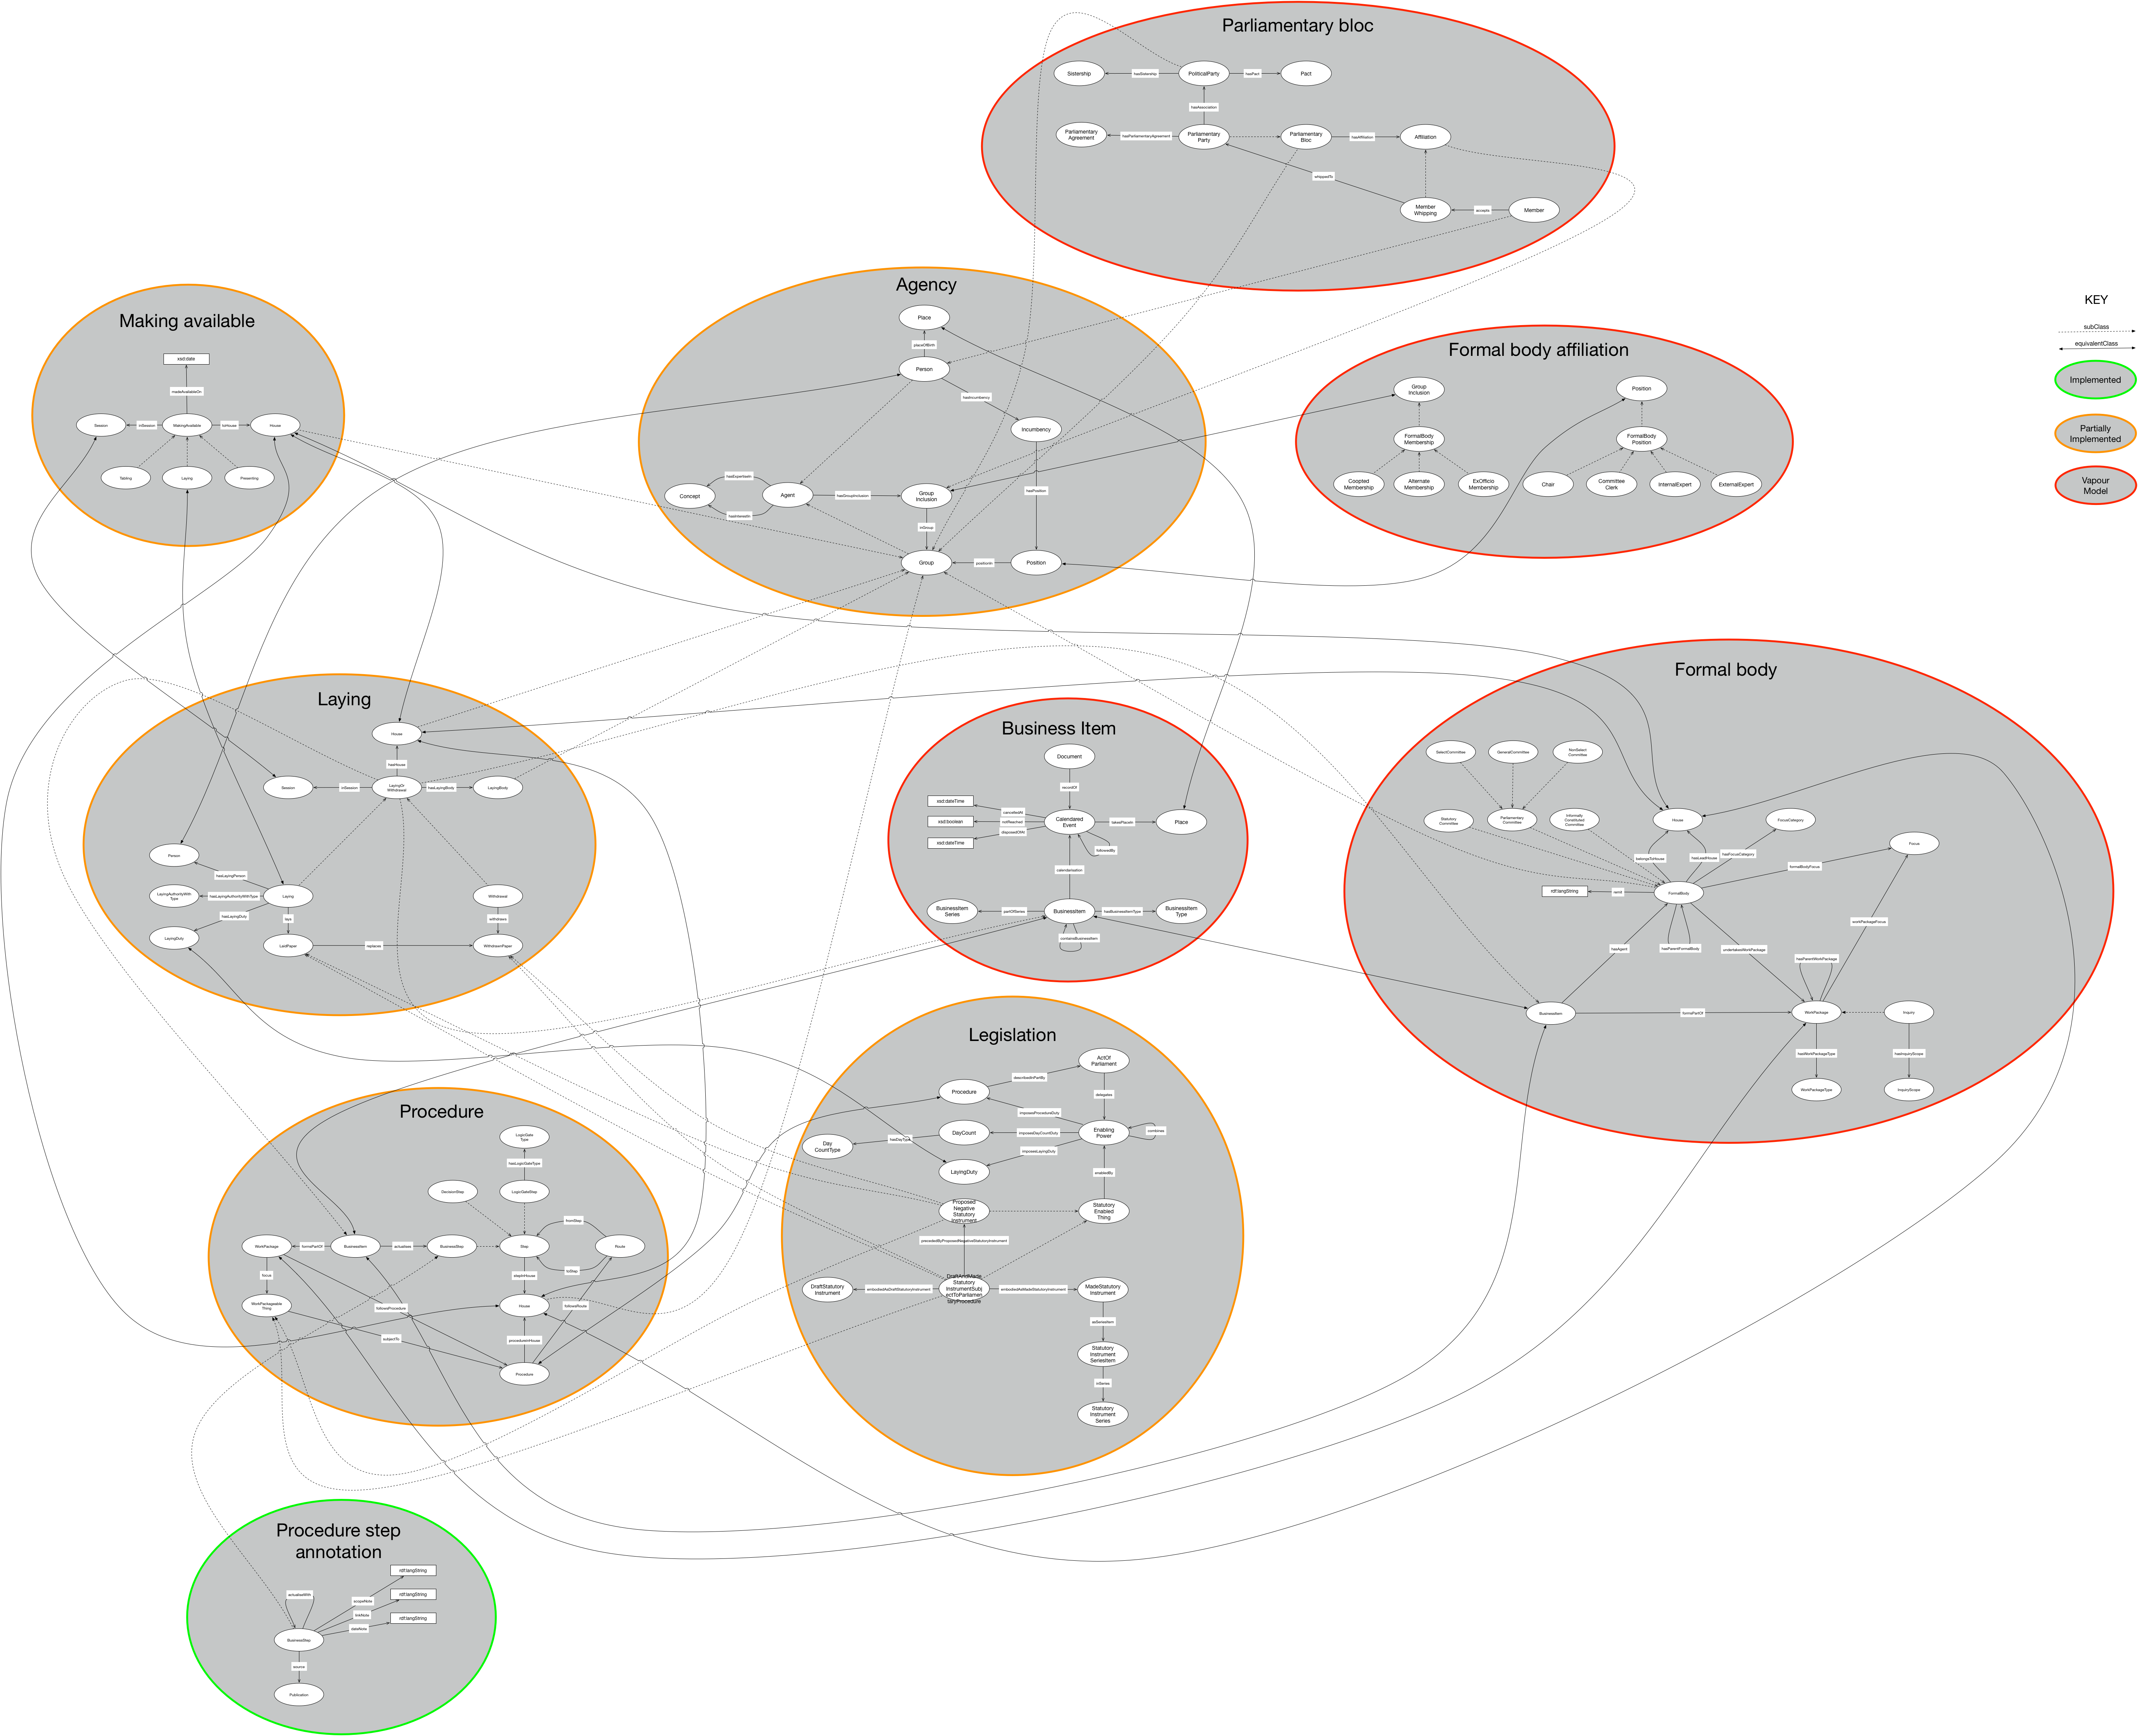 Parliamentary bloc
Sistership
hasSistership
PoliticalParty
hasPact
Pact
hasAssociation
Parliamentary
Agreement
hasParliamentaryAgreement
Parliamentary
Party
Parliamentary
Bloc
hasAffiliation
Affiliation
whippedTo
Member
Whipping
accepts
Member
Agency
Place
placeOfBirth
Person
hasIncumbency
Incumbency
hasExpertiseIn
Concept
Agent
hasGroupInclusion
Group
Inclusion
hasPosition
hasInterestIn
inGroup
Group
positionIn
Position
Making available
xsd:date
madeAvailableOn
Session
inSession
MakingAvailable
toHouse
House
Tabling
Laying
Presenting
Formal body affiliation
Group
Inclusion
Position
FormalBody
Membership
FormalBody
Position
Coopted
Membership
Alternate
Membership
ExOfficio
Membership
Chair
Committee
Clerk
InternalExpert
ExternalExpert
KEY
subClass
equivalentClass
Implemented
Partially
Implemented
Vapour
Model
Laying
House
hasHouse
Session
inSession
LayingOr
Withdrawal
hasLayingBody
LayingBody
Person
hasLayingPerson
LayingAuthorityWith
Type
hasLayingAuthorityWithType
Laying
Withdrawal
hasLayingDuty
lays
withdraws
LayingDuty
LaidPaper
replaces
WithdrawnPaper
Business Item
Document
recordOf
xsd:dateTime
cancelledAt
xsd:boolean
notReached
Calendared
Event
takesPlaceIn
Place
disposedOfAt
xsd:dateTime
followedBy
calendarisation
BusinessItem
Series
partOfSeries
BusinessItem
hasBusinessItemType
BusinessItem
Type
containsBusinessItem
Formal body
SelectCommittee
GeneralCommittee
NonSelect
Committee
Statutory
Committee
Parliamentary
Committee
Informally
Constituted
Committee
House
FocusCategory
Focus
belongsToHouse
hasLeadHouse
hasFocusCategory
formalBodyFocus
rdf:langString
remit
FormalBody
workPackageFocus
hasAgent
hasParentFormalBody
undertakesWorkPackage
hasParentWorkPackage
BusinessItem
formsPartOf
WorkPackage
Inquiry
hasWorkPackageType
hasInquiryScope
WorkPackageType
InquiryScope
Legislation
ActOf
Parliament
describedInPartBy
Procedure
delegates
imposedProcedureDuty
Day
CountType
hasDayType
DayCount
imposeDayCountDuty
Enabling
Power
combines
imposesLayingDuty
LayingDuty
enabledBy
Proposed
Negative
Statutory
Instrument
Statutory
Enabled
Thing
precededByProposedNegativeStatutoryInstrument
DraftStatutory
Instrument
embodiedAsDraftStatutoryInstrument
DraftAndMade
Statutory
InstrumentSubj
ectToParliamen
taryProcedure
embodiedAsMadeStatutoryInstrument
MadeStatutory
Instrument
asSeriesItem
Statutory
Instrument
SeriesItem
inSeries
Statutory
Instrument
Series
Procedure
LogicGate
Type
hasLogicGateType
DecisionStep
LogicGateStep
fromStep
WorkPackage
formsPartOf
BusinessItem
actualises
BusinessStep
Step
Route
toStep
focus
stepInHouse
WorkPackageable
Thing
followsProcedure
House
followsRoute
subjectTo
procedureInHouse
Procedure
Procedure step
annotation
rdf:langString
actualiseWith
rdf:langString
scopeNote
linkNote
rdf:langString
dateNote
BusinessStep
source
Publication